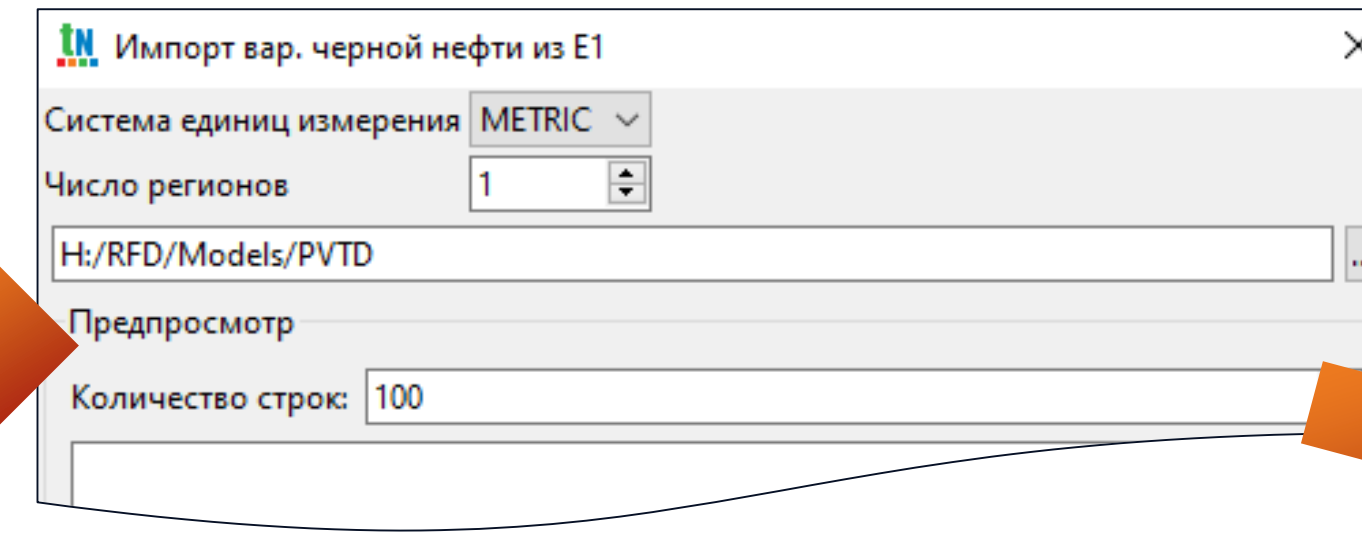 tN Импорт вар. черной нефти из E1
Система единиц измерения METRIC
Число регионов 1
H:/RFD/Models/PVTD ..
Предпросмотр
Количество строк: 100